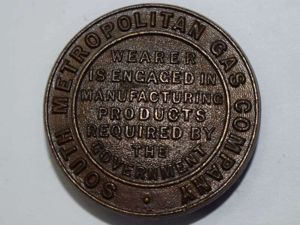 SOUTH METROPOLITAN GAS COMPANY
WEARER
IS ENGAGED IN
MANUFACTURING
PRODUCTS
REQUIRED BY
THE
GOVERNMENT